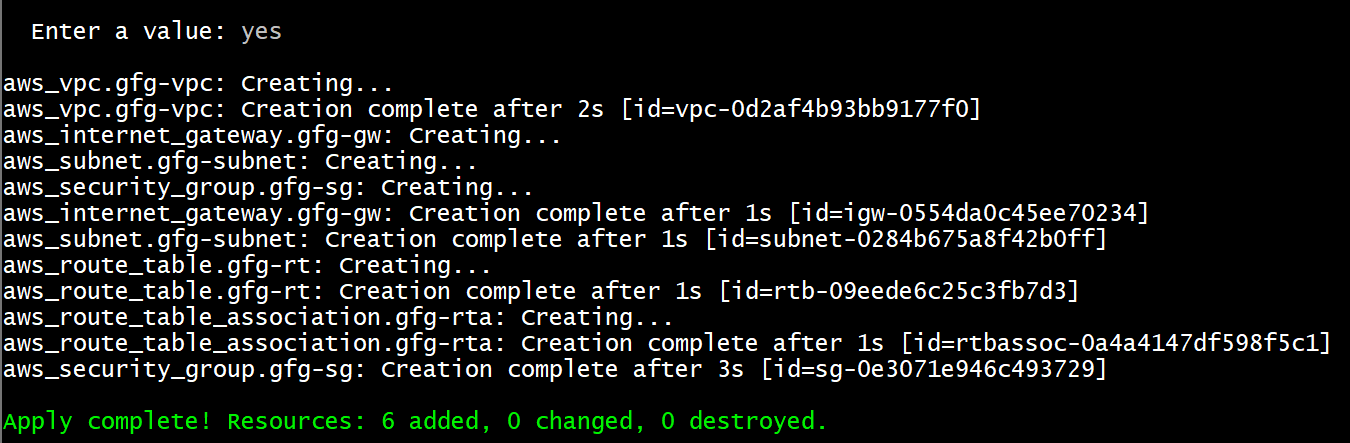 Enter a value: yes
aws_vpc.gfg-vpc: Creating...
aws_vpc.gfg-vpc: Creation complete after 2s [id=vpc-0d2af4b93bb9177f0]
aws_internet_gateway.gfg-gw: Creating...
aws_subnet.gfg-subnet: Creating...
aws_security_group.gfg-sg: Creating...
aws_internet_gateway.gfg-gw: Creation complete after 1s [id=igw-0554da0c45ee70234]
aws_subnet.gfg-subnet: Creation complete after 1s [id=subnet-0284b675a8f42b0ff]
aws_route_table.gfg-rt: Creating...
aws_route_table.gfg-rt: Creation complete after 1s [id=rtb-09eede6c25c3fb7d3]
aws_route_table_association.gfg-rta: Creating...
aws_route_table_association.gfg-rta: Creation complete after 1s [id=rtbassoc-0a4a4147df598f5c1]
aws_security_group.gfg-sg: Creation complete after 3s [id=sg-0e3071e946c493729]
Apply complete! Resources: 6 added, 0 changed, 0 destroyed.